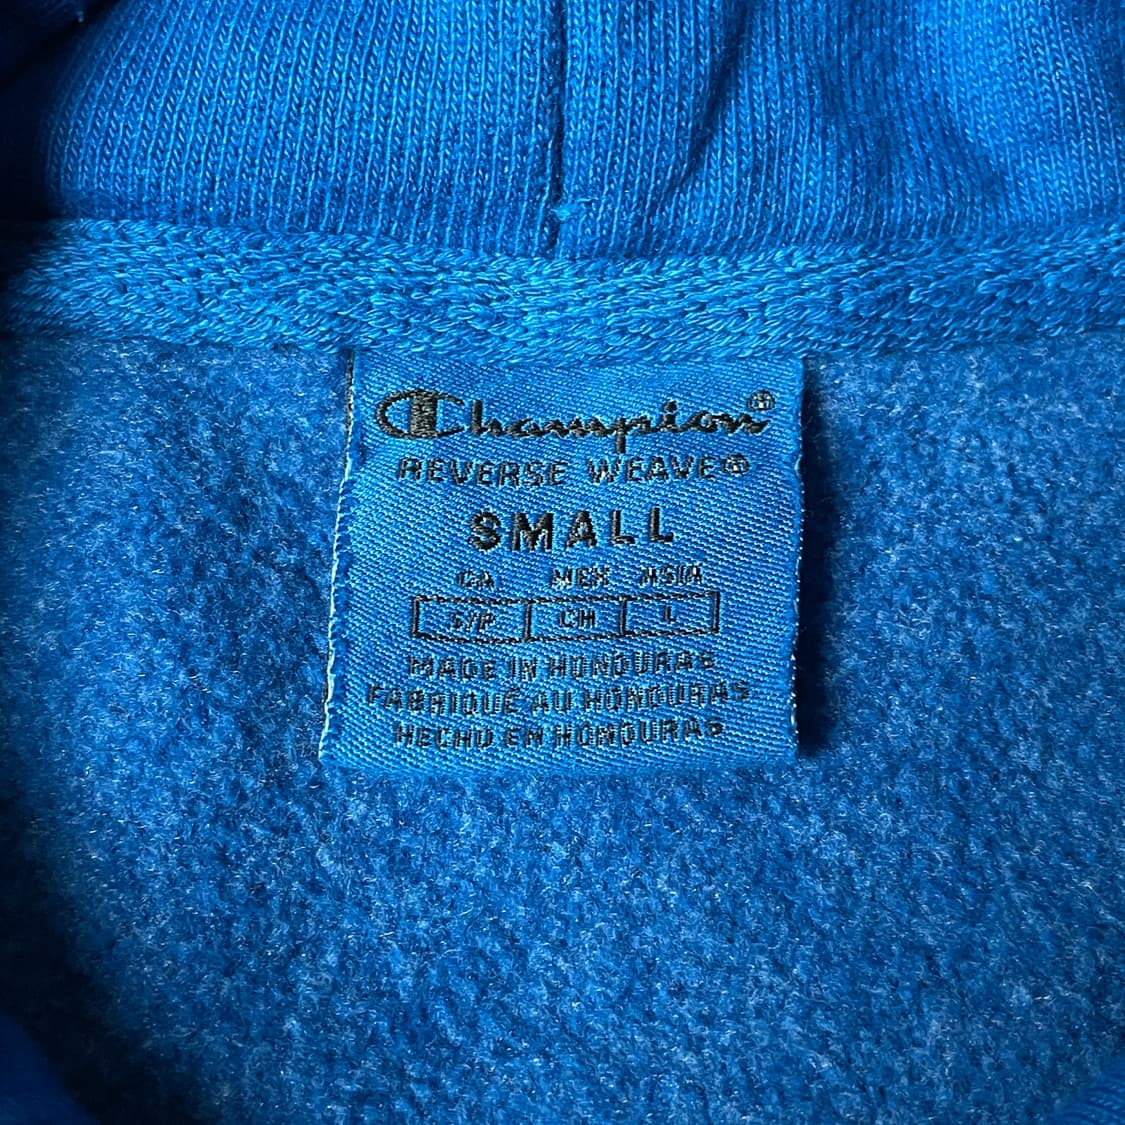 Champion®
REVERSE WEAVE®
SMALL
CA MEX ASIA
S/P CH L
MADE IN HONDURAS
FABRIQUÉ AU HONDURAS
HECHO EN HONDURAS